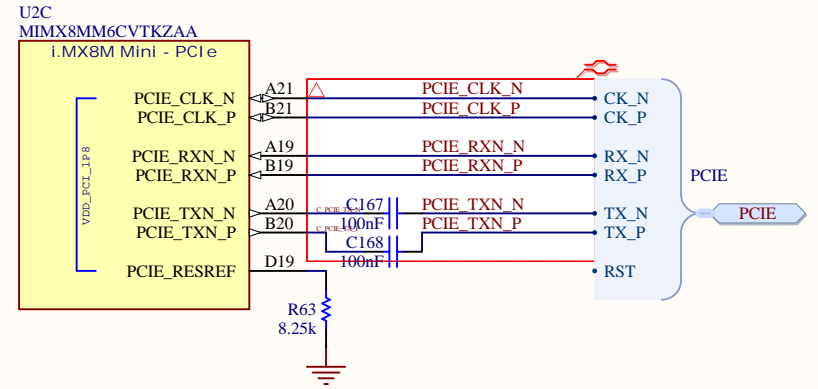 U2C
MIMX8MM6CVTKZAA
i.MX8M Mini - PCIe
VDD_PCI_1P8
PCIE_CLK_N A21 PCIE_CLK_N CK_N
PCIE_CLK_P B21 PCIE_CLK_P CK_P
PCIE_RXN_N A19 PCIE_RXN_N RX_N
PCIE_RXN_P B19 PCIE_RXN_P RX_P
PCIE
PCIE
PCIE_TXN_N A20 C167 PCIE_TXN_N TX_N
100nF
PCIE_TXN_P B20 PCIE_TXN_P TX_P
C168
100nF
PCIE_RESREF D19 RST
R63
8.25k